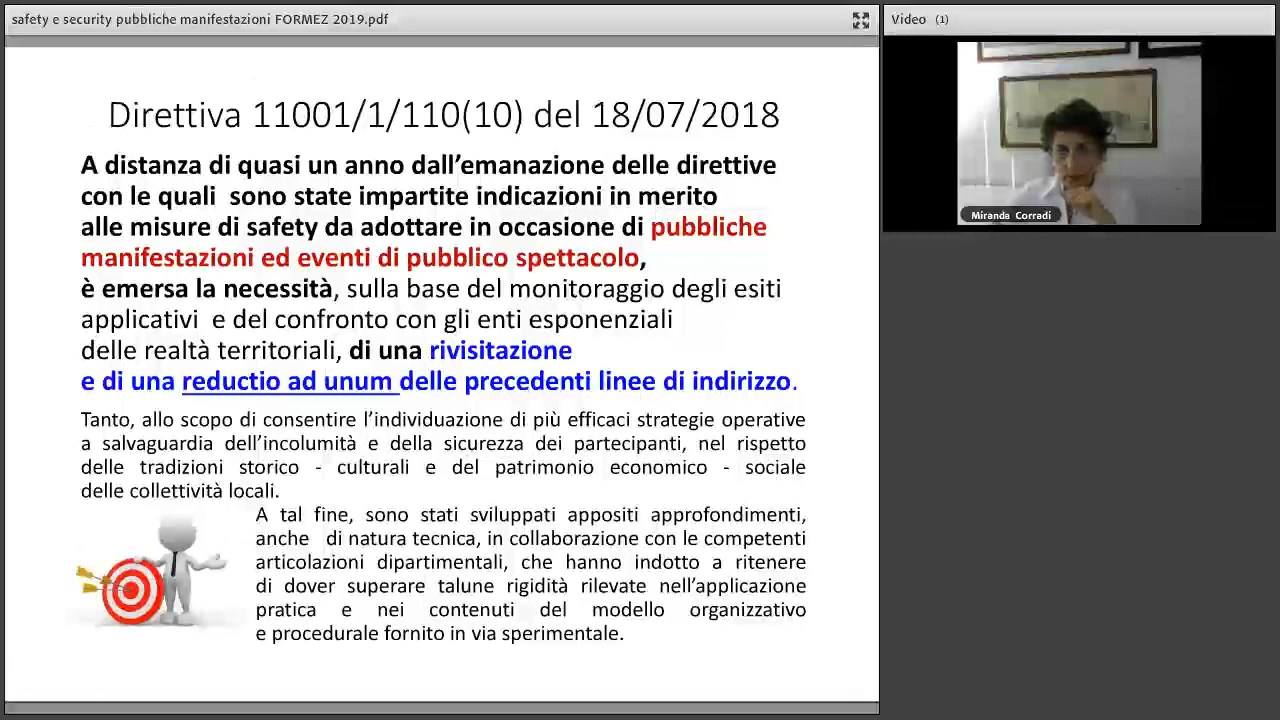 safety e security pubbliche manifestazioni FORMEZ 2019.pdf
Video (1)
Miranda Corradi
Direttiva 11001/1/110(10) del 18/07/2018
A distanza di quasi un anno dall'emanazione delle direttive
con le quali sono state impartite indicazioni in merito
alle misure di safety da adottare in occasione di pubbliche
manifestazioni ed eventi di pubblico spettacolo,
è emersa la necessità, sulla base del monitoraggio degli esiti
applicativi e del confronto con gli enti esponenziali
delle realtà territoriali, di una rivisitazione
e di una reductio ad unum delle precedenti linee di indirizzo.
Tanto, allo scopo di consentire l'individuazione di più efficaci strategie operative
a salvaguardia dell'incolumità e della sicurezza dei partecipanti, nel rispetto
delle tradizioni storico - culturali e del patrimonio economico - sociale
delle collettività locali.
A tal fine, sono stati sviluppati appositi approfondimenti,
anche di natura tecnica, in collaborazione con le competenti
articolazioni dipartimentali, che hanno indotto a ritenere
di dover superare talune rigidità rilevate nell'applicazione
pratica e nei contenuti del modello organizzativo
e procedurale fornito in via sperimentale.